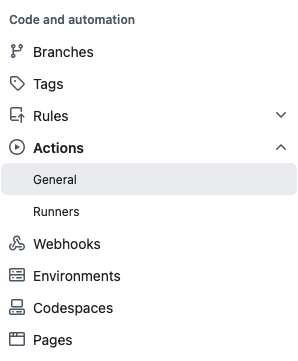 Code and automation
Branches
Tags
Rules
Actions
General
Runners
Webhooks
Environments
Codespaces
Pages